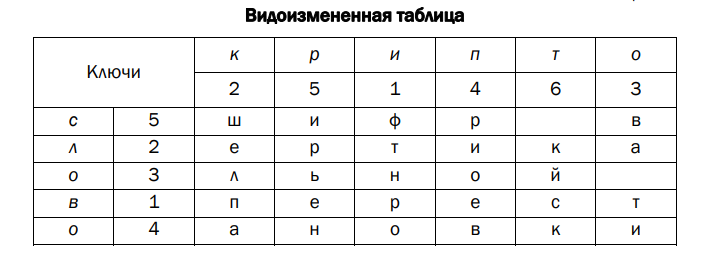 Видоизмененная таблица
Ключи к р и п т о
2 5 1 4 6 3
с 5 ш и ф р в
л 2 е р т и к а
о 3 л ь н о й
в 1 п е р е с т
о 4 а н о в к и